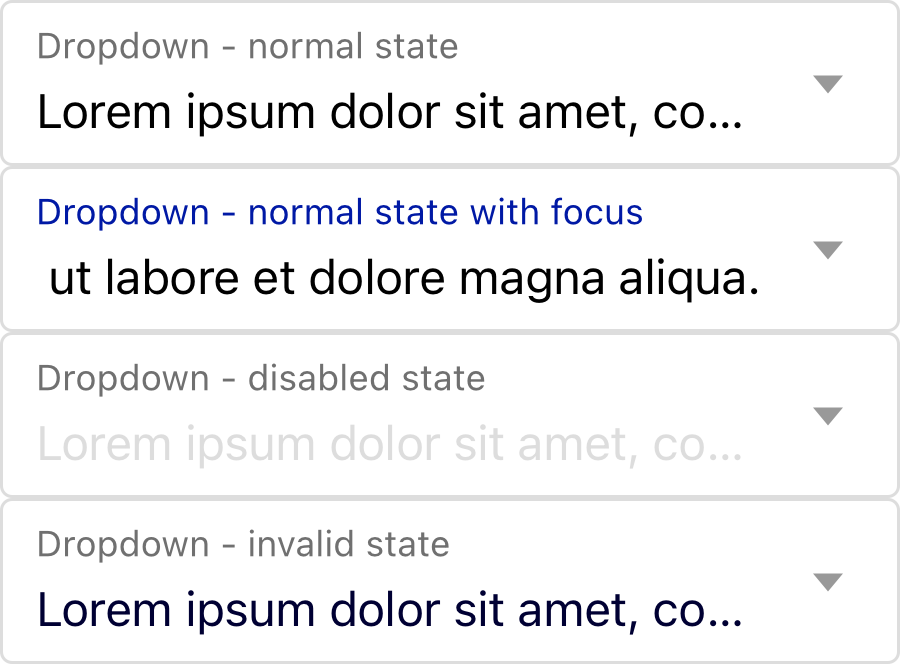 Dropdown - normal state
Lorem ipsum dolor sit amet, co...
Dropdown - normal state with focus
ut labore et dolore magna aliqua.
Dropdown - disabled state
Lorem ipsum dolor sit amet, co...
Dropdown - invalid state
Lorem ipsum dolor sit amet, co...